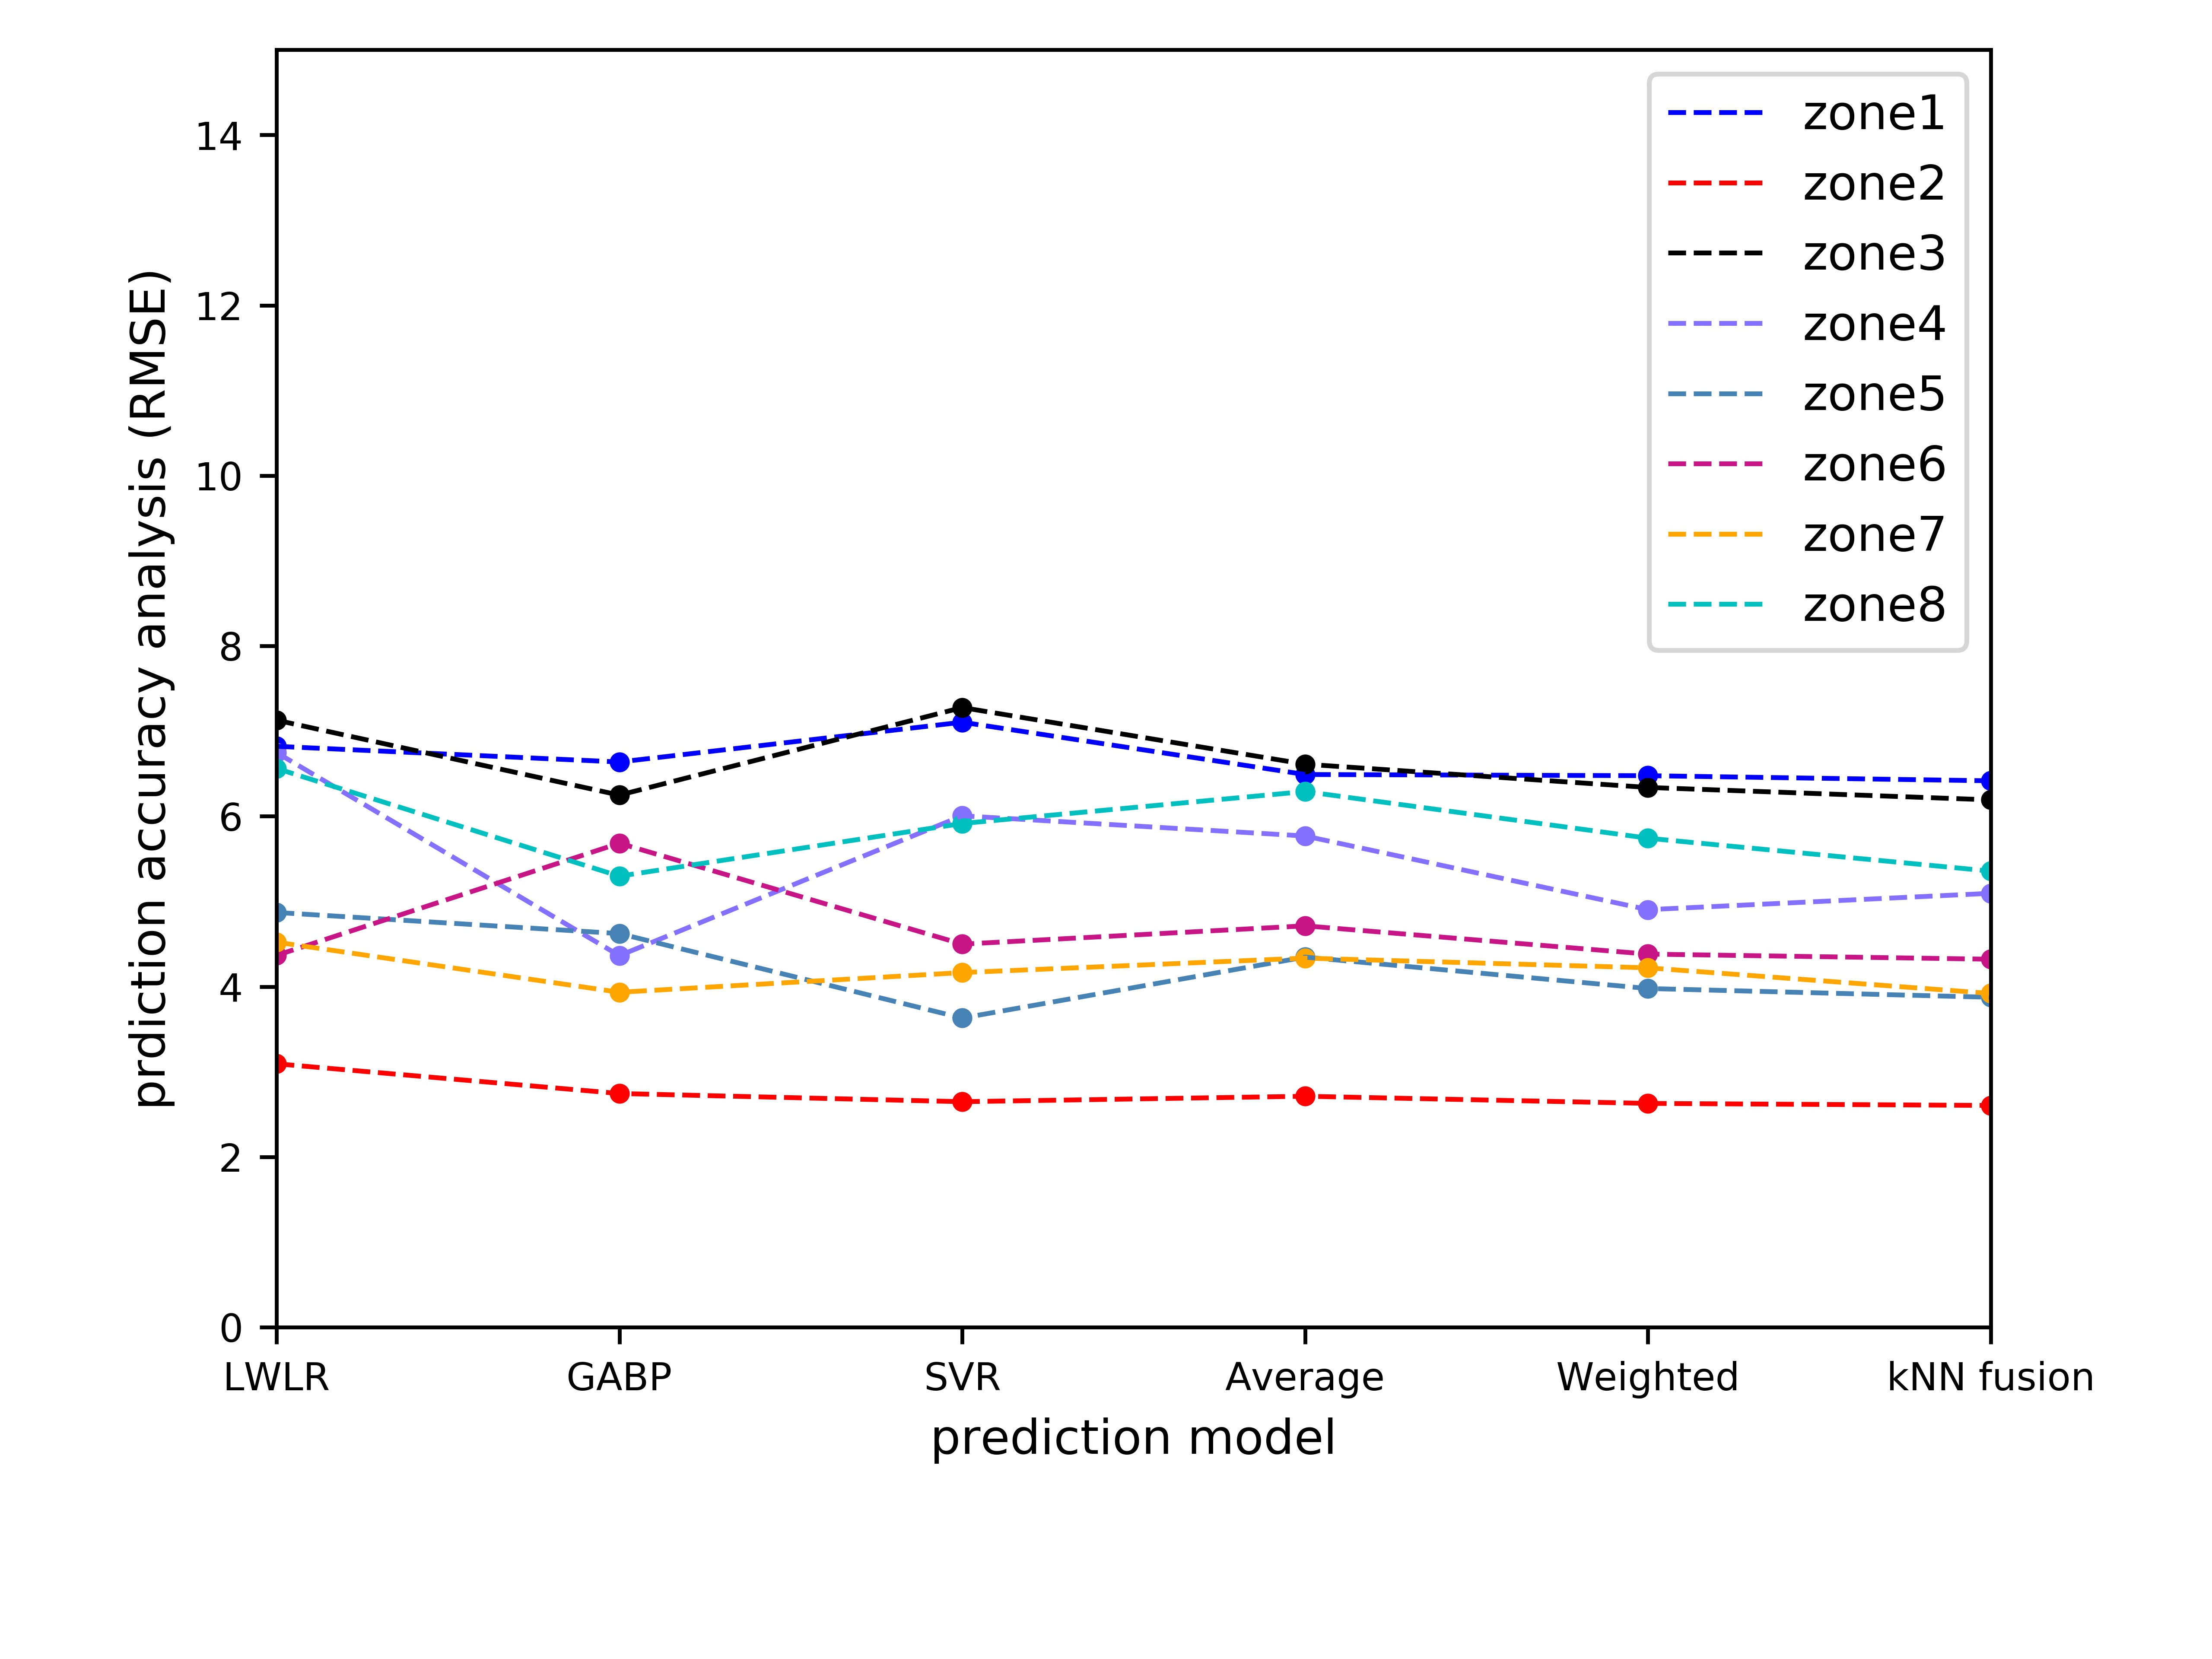 prdiction accuracy analysis (RMSE)
14
12
10
8
6
4
2
0
zone1
zone2
zone3
zone4
zone5
zone6
zone7
zone8
LWLR GABP SVR Average Weighted kNN fusion
prediction model